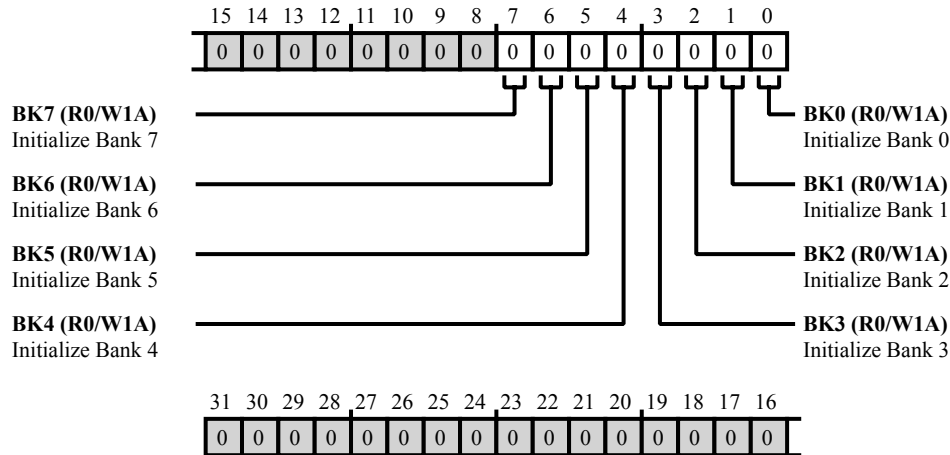 15 14 13 12 11 10 9 8 7 6 5 4 3 2 1 0
0 0 0 0 0 0 0 0 0 0 0 0 0 0 0 0
BK7 (R0/W1A)
Initialize Bank 7
BK0 (R0/W1A)
Initialize Bank 0
BK6 (R0/W1A)
Initialize Bank 6
BK1 (R0/W1A)
Initialize Bank 1
BK5 (R0/W1A)
Initialize Bank 5
BK2 (R0/W1A)
Initialize Bank 2
BK4 (R0/W1A)
Initialize Bank 4
BK3 (R0/W1A)
Initialize Bank 3
31 30 29 28 27 26 25 24 23 22 21 20 19 18 17 16
0 0 0 0 0 0 0 0 0 0 0 0 0 0 0 0